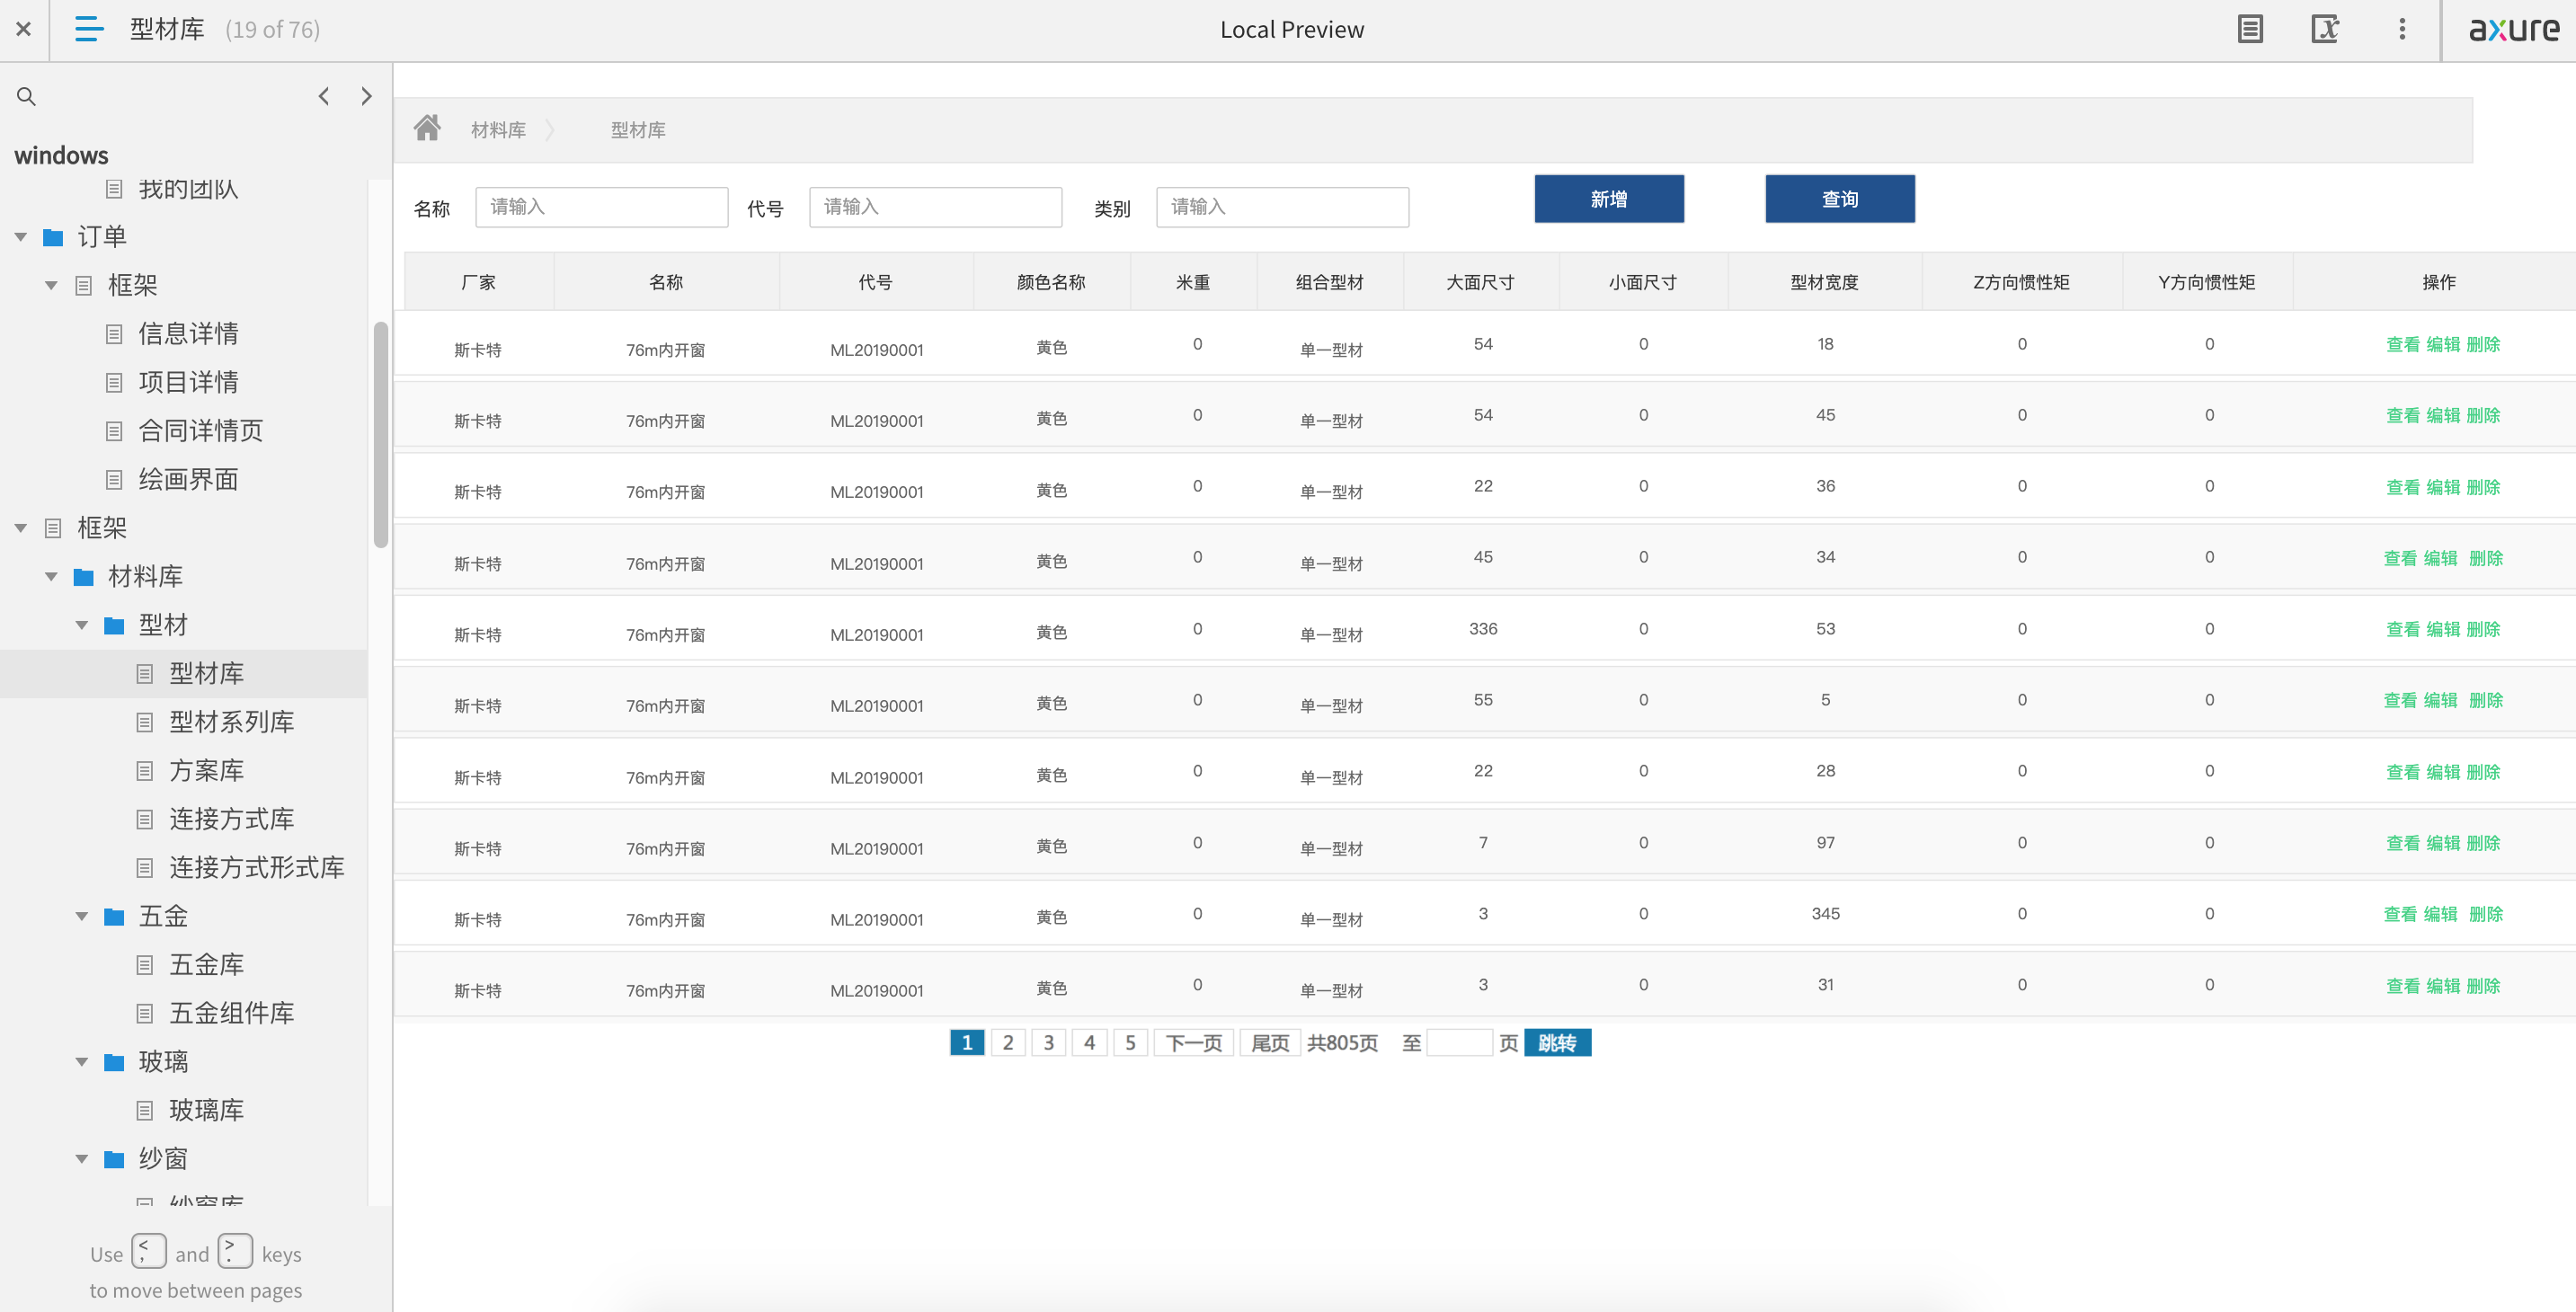 型材库 (19 of 76)
Local Preview
axure
windows
我的团队
订单
框架
信息详情
项目详情
合同详情页
绘画界面
框架
材料库
型材
型材库
型材系列库
方案库
连接方式库
连接方式形式库
五金
五金库
五金组件库
玻璃
玻璃库
纱窗
纱窗库
Use < , and > . keys
to move between pages
材料库 型材库
名称 请输入 代号 请输入 类别 请输入 新增 查询
厂家 名称 代号 颜色名称 米重 组合型材 大面尺寸 小面尺寸 型材宽度 Z方向惯性矩 Y方向惯性矩 操作
斯卡特 76m内开窗 ML20190001 黄色 0 单一型材 54 0 18 0 0 查看 编辑 删除
斯卡特 76m内开窗 ML20190001 黄色 0 单一型材 54 0 45 0 0 查看 编辑 删除
斯卡特 76m内开窗 ML20190001 黄色 0 单一型材 22 0 36 0 0 查看 编辑 删除
斯卡特 76m内开窗 ML20190001 黄色 0 单一型材 45 0 34 0 0 查看 编辑 删除
斯卡特 76m内开窗 ML20190001 黄色 0 单一型材 336 0 53 0 0 查看 编辑 删除
斯卡特 76m内开窗 ML20190001 黄色 0 单一型材 55 0 5 0 0 查看 编辑 删除
斯卡特 76m内开窗 ML20190001 黄色 0 单一型材 22 0 28 0 0 查看 编辑 删除
斯卡特 76m内开窗 ML20190001 黄色 0 单一型材 7 0 97 0 0 查看 编辑 删除
斯卡特 76m内开窗 ML20190001 黄色 0 单一型材 3 0 345 0 0 查看 编辑 删除
斯卡特 76m内开窗 ML20190001 黄色 0 单一型材 3 0 31 0 0 查看 编辑 删除
1 2 3 4 5 下一页 尾页 共805页 至 页 跳转